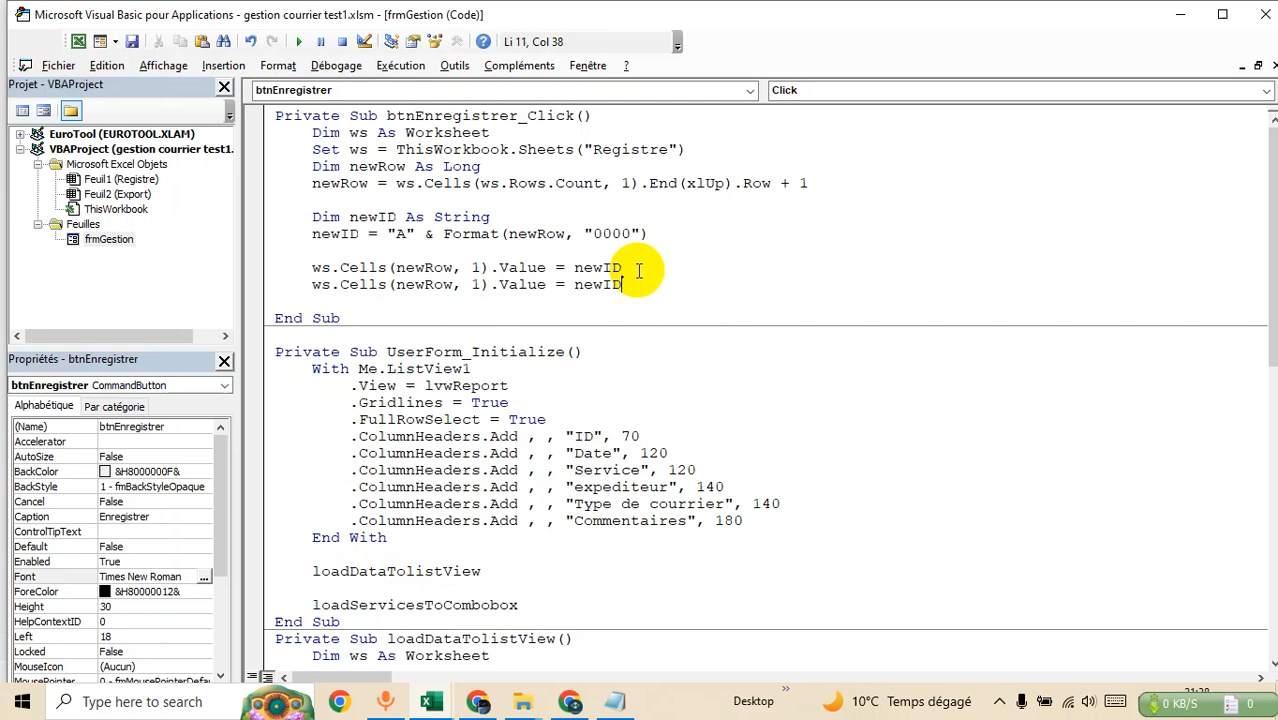 Microsoft Visual Basic pour Applications - gestion courrier test1.xlsm - [frmGestion (Code)]
Li 11, Col 38
Fichier Edition Affichage Insertion Format Débogage Exécution Outils Compléments Fenêtre ?
Projet - VBAProject
btnEnregistrer
Click
EuroTool (EUROTOOL.XLAM)
VBAProject (gestion courrier test1.
Microsoft Excel Objets
Feuil1 (Registre)
Feuil2 (Export)
ThisWorkbook
Feuilles
frmGestion
Propriétés - btnEnregistrer
btnEnregistrer CommandButton
Alphabétique Par catégorie
(Name) btnEnregistrer
Accelerator
AutoSize False
BackColor &H8000000F&
BackStyle 1 - fmBackStyleOpaque
Cancel False
Caption Enregistrer
ControlTipText
Default False
Enabled True
Font Times New Roman ...
ForeColor &H80000012&
Height 30
HelpContextID 0
Left 18
Locked False
MouseIcon (Aucun)
MousePointer 0 - fmMousePointerDefault
Private Sub btnEnregistrer_Click()
Dim ws As Worksheet
Set ws = ThisWorkbook.Sheets("Registre")
Dim newRow As Long
newRow = ws.Cells(ws.Rows.Count, 1).End(xlUp).Row + 1
Dim newID As String
newID = "A" & Format(newRow, "0000")
ws.Cells(newRow, 1).Value = newID
ws.Cells(newRow, 1).Value = newID
End Sub
Private Sub UserForm_Initialize()
With Me.ListView1
.View = lvwReport
.Gridlines = True
.FullRowSelect = True
.ColumnHeaders.Add , , "ID", 70
.ColumnHeaders.Add , , "Date", 120
.ColumnHeaders.Add , , "Service", 120
.ColumnHeaders.Add , , "expediteur", 140
.ColumnHeaders.Add , , "Type de courrier", 140
.ColumnHeaders.Add , , "Commentaires", 180
End With
loadDataTolistView
loadServicesToCombobox
End Sub
Private Sub loadDataTolistView()
Dim ws As Worksheet
Type here to search
Desktop
10°C Temps dégagé
0 KB/S 0